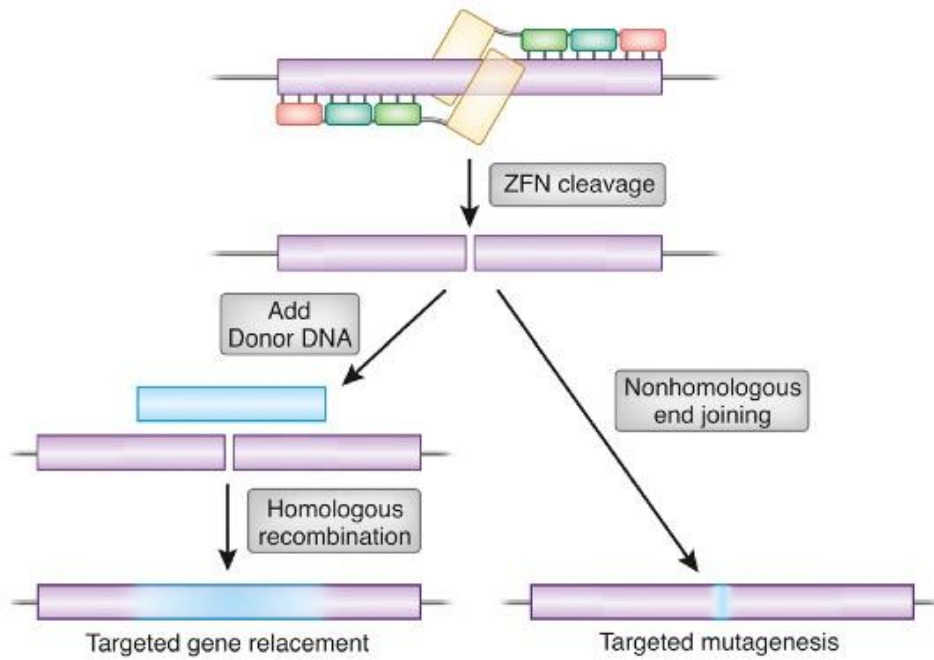 ZFN cleavage
Add
Donor DNA
Nonhomologous
end joining
Homologous
recombination
Targeted gene relacement
Targeted mutagenesis